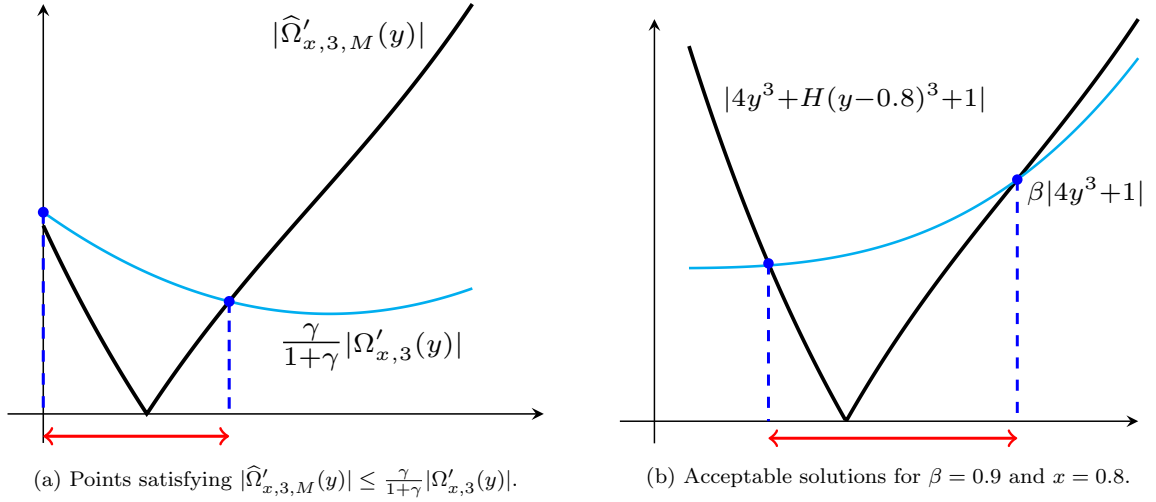 |Ω̂′ₓ,₃,M(y)|
γ/1+γ |Ω′ₓ,₃(y)|
(a) Points satisfying |Ω̂′ₓ,₃,M(y)| ≤ γ/1+γ |Ω′ₓ,₃(y)|.
|4y³+H(y−0.8)³+1|
β|4y³+1|
(b) Acceptable solutions for β = 0.9 and x = 0.8.